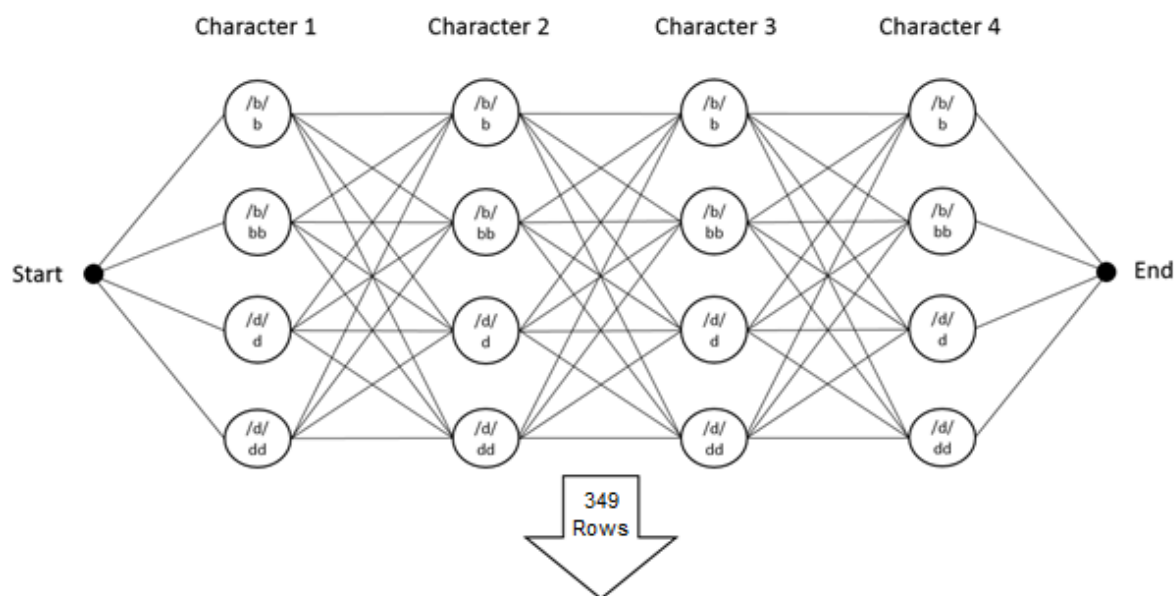 Character 1 Character 2 Character 3 Character 4
/b/ /b/ /b/ /b/
b b b b
/b/ /b/ /b/ /b/
bb bb bb bb
Start End
/d/ /d/ /d/ /d/
d d d d
/d/ /d/ /d/ /d/
dd dd dd dd
349
Rows